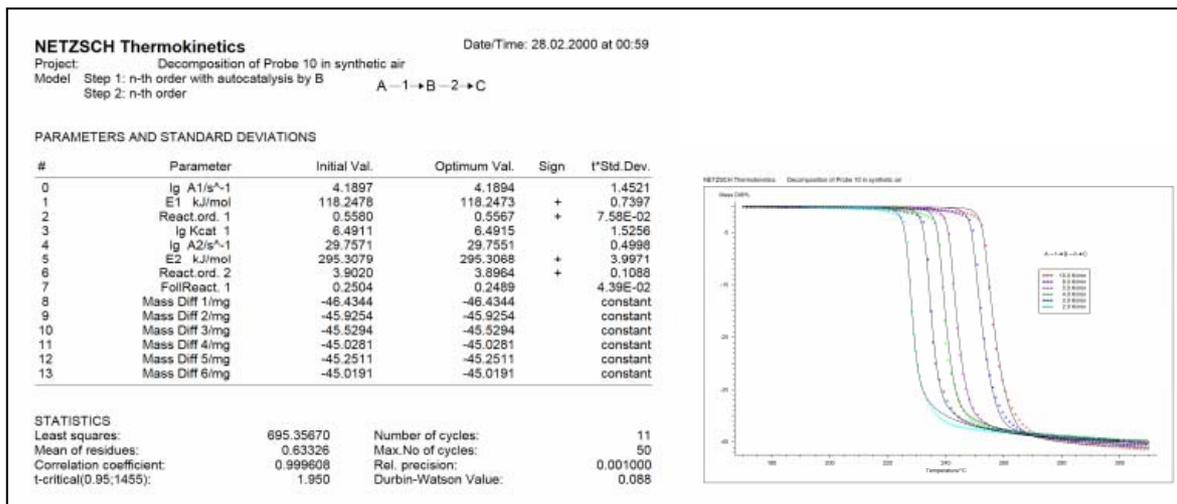 NETZSCH Thermokinetics Date/Time: 28.02.2000 at 00:59
Project: Decomposition of Probe 10 in synthetic air
Model Step 1: n-th order with autocatalysis by B
Step 2: n-th order
A—1→B—2→C
PARAMETERS AND STANDARD DEVIATIONS
# Parameter Initial Val. Optimum Val. Sign t*Std.Dev.
0 lg A1/s^-1 4.1897 4.1894 1.4521
1 E1 kJ/mol 118.2478 118.2473 + 0.7397
2 React.ord. 1 0.5580 0.5567 + 7.58E-02
3 lg Kcat 1 6.4911 6.4915 1.5256
4 lg A2/s^-1 29.7571 29.7551 0.4998
5 E2 kJ/mol 295.3079 295.3068 + 3.9971
6 React.ord. 2 3.9020 3.8964 + 0.1088
7 FollReact. 1 0.2504 0.2489 4.39E-02
8 Mass Diff 1/mg -46.4344 -46.4344 constant
9 Mass Diff 2/mg -45.9254 -45.9254 constant
10 Mass Diff 3/mg -45.5294 -45.5294 constant
11 Mass Diff 4/mg -45.0281 -45.0281 constant
12 Mass Diff 5/mg -45.2511 -45.2511 constant
13 Mass Diff 6/mg -45.0191 -45.0191 constant
STATISTICS
Least squares: 695.35670 Number of cycles: 11
Mean of residues: 0.63326 Max.No of cycles: 50
Correlation coefficient: 0.999608 Rel. precision: 0.001000
t-critical(0.95;1455): 1.950 Durbin-Watson Value: 0.088
NETZSCH Thermokinetics Decomposition of Probe 10 in synthetic air
A—1→B—2→C
240
Temperature/°C